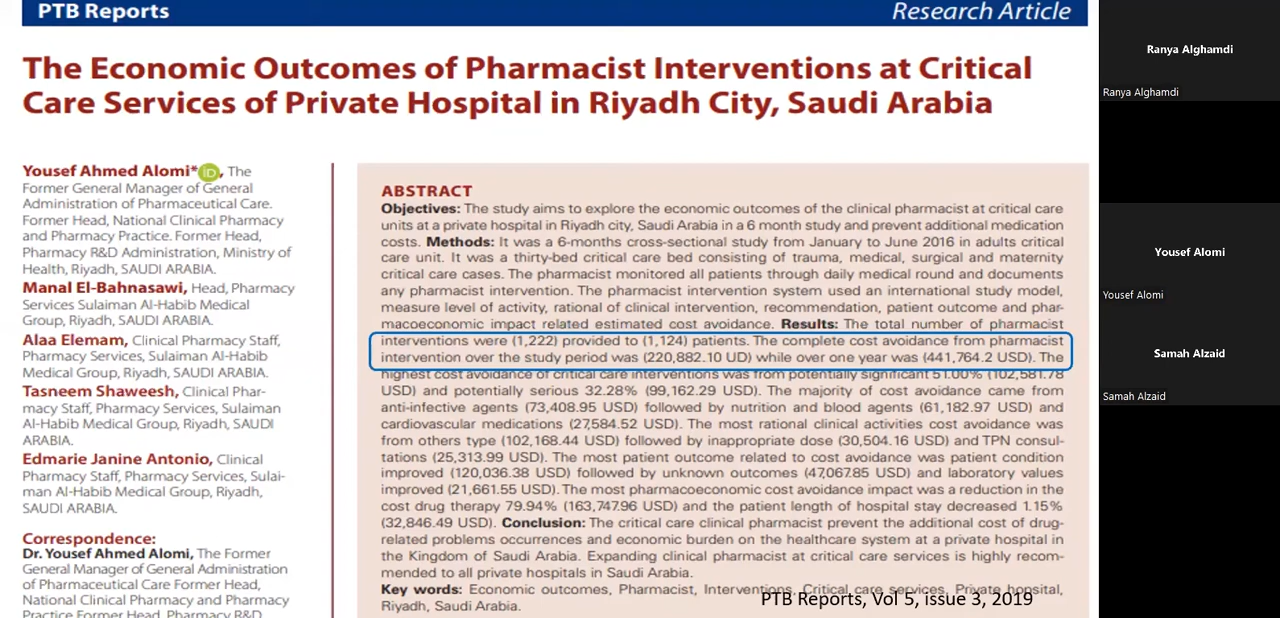 PTB Reports
Research Article
The Economic Outcomes of Pharmacist Interventions at Critical
Care Services of Private Hospital in Riyadh City, Saudi Arabia
Yousef Ahmed Alomi* iD, The
Former General Manager of General
Administration of Pharmaceutical Care.
Former Head, National Clinical Pharmacy
and Pharmacy Practice. Former Head,
Pharmacy R&D Administration, Ministry of
Health, Riyadh, SAUDI ARABIA.
Manal El-Bahnasawi, Head, Pharmacy
Services Sulaiman Al-Habib Medical
Group, Riyadh, SAUDI ARABIA.
Alaa Elemam, Clinical Pharmacy Staff,
Pharmacy Services, Sulaiman Al-Habib
Medical Group, Riyadh, SAUDI ARABIA.
Tasneem Shaweesh, Clinical Phar-
macy Staff, Pharmacy Services, Sulaiman
Al-Habib Medical Group, Riyadh, SAUDI
ARABIA.
Edmarie Janine Antonio, Clinical
Pharmacy Staff, Pharmacy Services, Sulai-
man Al-Habib Medical Group, Riyadh,
SAUDI ARABIA.
Correspondence:
Dr. Yousef Ahmed Alomi, The Former
General Manager of General Administration
of Pharmaceutical Care Former Head,
National Clinical Pharmacy and Pharmacy
Practice Former Head, Pharmacy R&D
ABSTRACT
Objectives: The study aims to explore the economic outcomes of the clinical pharmacist at critical care
units at a private hospital in Riyadh city, Saudi Arabia in a 6 month study and prevent additional medication
costs. Methods: It was a 6-months cross-sectional study from January to June 2016 in adults critical
care unit. It was a thirty-bed critical care bed consisting of trauma, medical, surgical and maternity
critical care cases. The pharmacist monitored all patients through daily medical round and documents
any pharmacist intervention. The pharmacist intervention system used an international study model,
measure level of activity, rational of clinical intervention, recommendation, patient outcome and phar-
macoeconomic impact related estimated cost avoidance. Results: The total number of pharmacist
interventions were (1,222) provided to (1,124) patients. The complete cost avoidance from pharmacist
intervention over the study period was (220,882.10 UD) while over one year was (441,764.2 USD). The
highest cost avoidance of critical care interventions was from potentially significant 51.00% (102,581.78
USD) and potentially serious 32.28% (99,162.29 USD). The majority of cost avoidance came from
anti-infective agents (73,408.95 USD) followed by nutrition and blood agents (61,182.97 USD) and
cardiovascular medications (27,584.52 USD). The most rational clinical activities cost avoidance was
from others type (102,168.44 USD) followed by inappropriate dose (30,504.16 USD) and TPN consul-
tations (25,313.99 USD). The most patient outcome related to cost avoidance was patient condition
improved (120,036.38 USD) followed by unknown outcomes (47,067.85 USD) and laboratory values
improved (21,661.55 USD). The most pharmacoeconomic cost avoidance impact was a reduction in the
cost drug therapy 79.94% (163,747.96 USD) and the patient length of hospital stay decreased 1.15%
(32,846.49 USD). Conclusion: The critical care clinical pharmacist prevent the additional cost of drug-
related problems occurrences and economic burden on the healthcare system at a private hospital in
the Kingdom of Saudi Arabia. Expanding clinical pharmacist at critical care services is highly recom-
mended to all private hospitals in Saudi Arabia.
Key words: Economic outcomes, Pharmacist, Interventions, Critical care services, Private hospital,
Riyadh, Saudi Arabia.
PTB Reports, Vol 5, issue 3, 2019
Ranya Alghamdi
Ranya Alghamdi
Yousef Alomi
Yousef Alomi
Samah Alzaid
Samah Alzaid